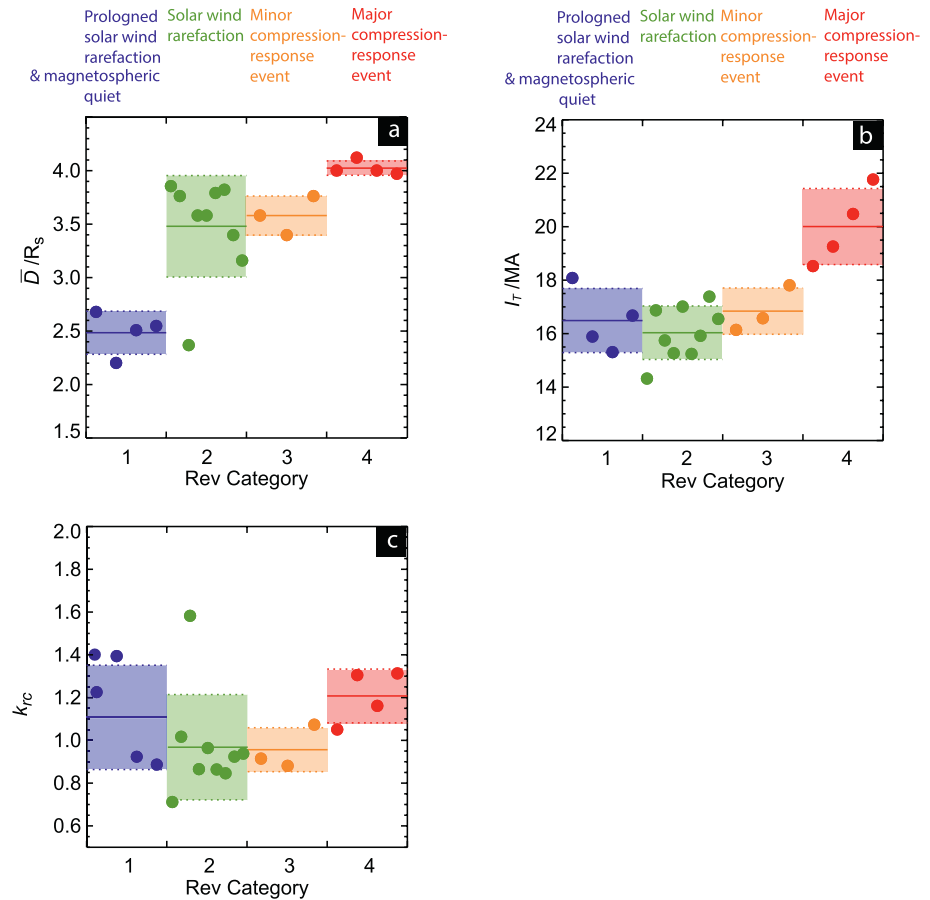 Prologned
solar wind
rarefaction
& magnetospheric
quiet
Solar wind
rarefaction
Minor
compression-
response
event
Major
compression-
response
event
Prologned
solar wind
rarefaction
& magnetospheric
quiet
Solar wind
rarefaction
Minor
compression-
response
event
Major
compression-
response
event
a
4.0
3.5
3.0
2.5
2.0
1.5
D̅ /Rs
1 2 3 4
Rev Category
b
24
22
20
18
16
14
12
I_T /MA
1 2 3 4
Rev Category
c
2.0
1.8
1.6
1.4
1.2
1.0
0.8
0.6
k_rc
1 2 3 4
Rev Category